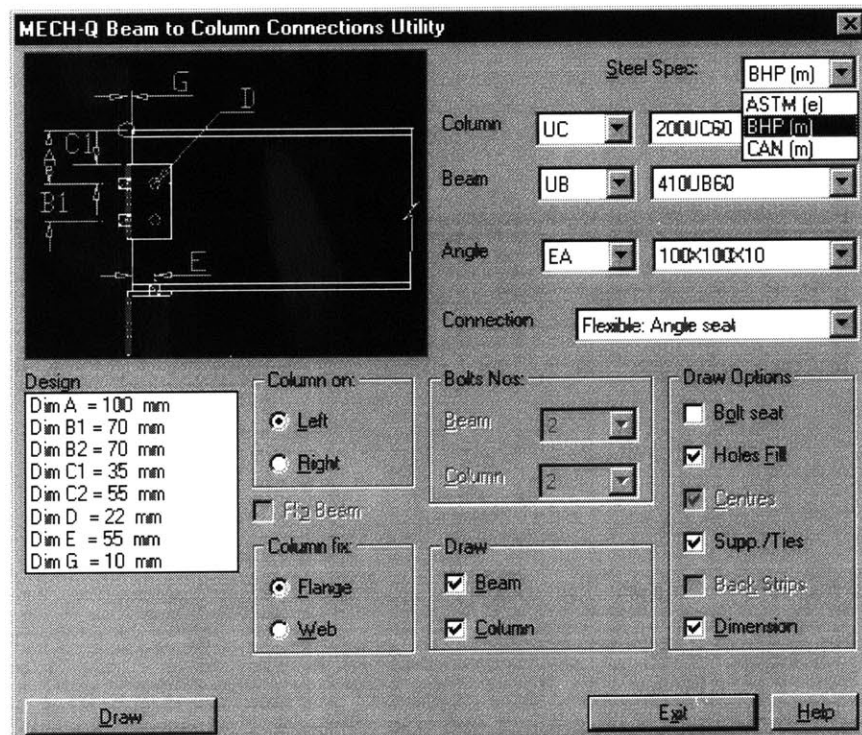 MECH-Q Beam to Column Connections Utility
G
D
C1
A
B1
E
Steel Spec:
BHP (m)
ASTM (e)
BHP (m)
CAN (m)
Column
UC
200UC60
Beam
UB
410UB60
Angle
EA
100X100X10
Connection
Flexible: Angle seat
Design
Dim A = 100 mm
Dim B1 = 70 mm
Dim B2 = 70 mm
Dim C1 = 35 mm
Dim C2 = 55 mm
Dim D = 22 mm
Dim E = 55 mm
Dim G = 10 mm
Column on:
Left
Right
Flip Beam
Column fix:
Flange
Web
Bolts Nos:
Beam
2
Column
2
Draw
Beam
Column
Draw Options
Bolt seat
Holes Fill
Centres
Supp./Ties
Back Strips
Dimension
Draw
Exit
Help